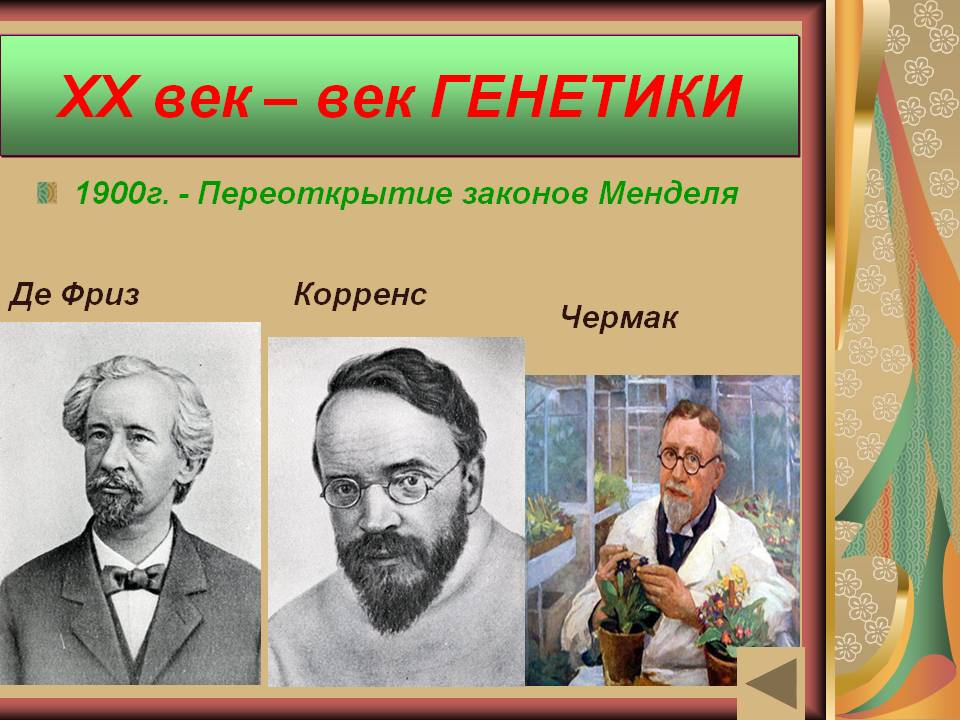 XX век – век ГЕНЕТИКИ
1900г. - Переоткрытие законов Менделя
Де Фриз
Корренс
Чермак